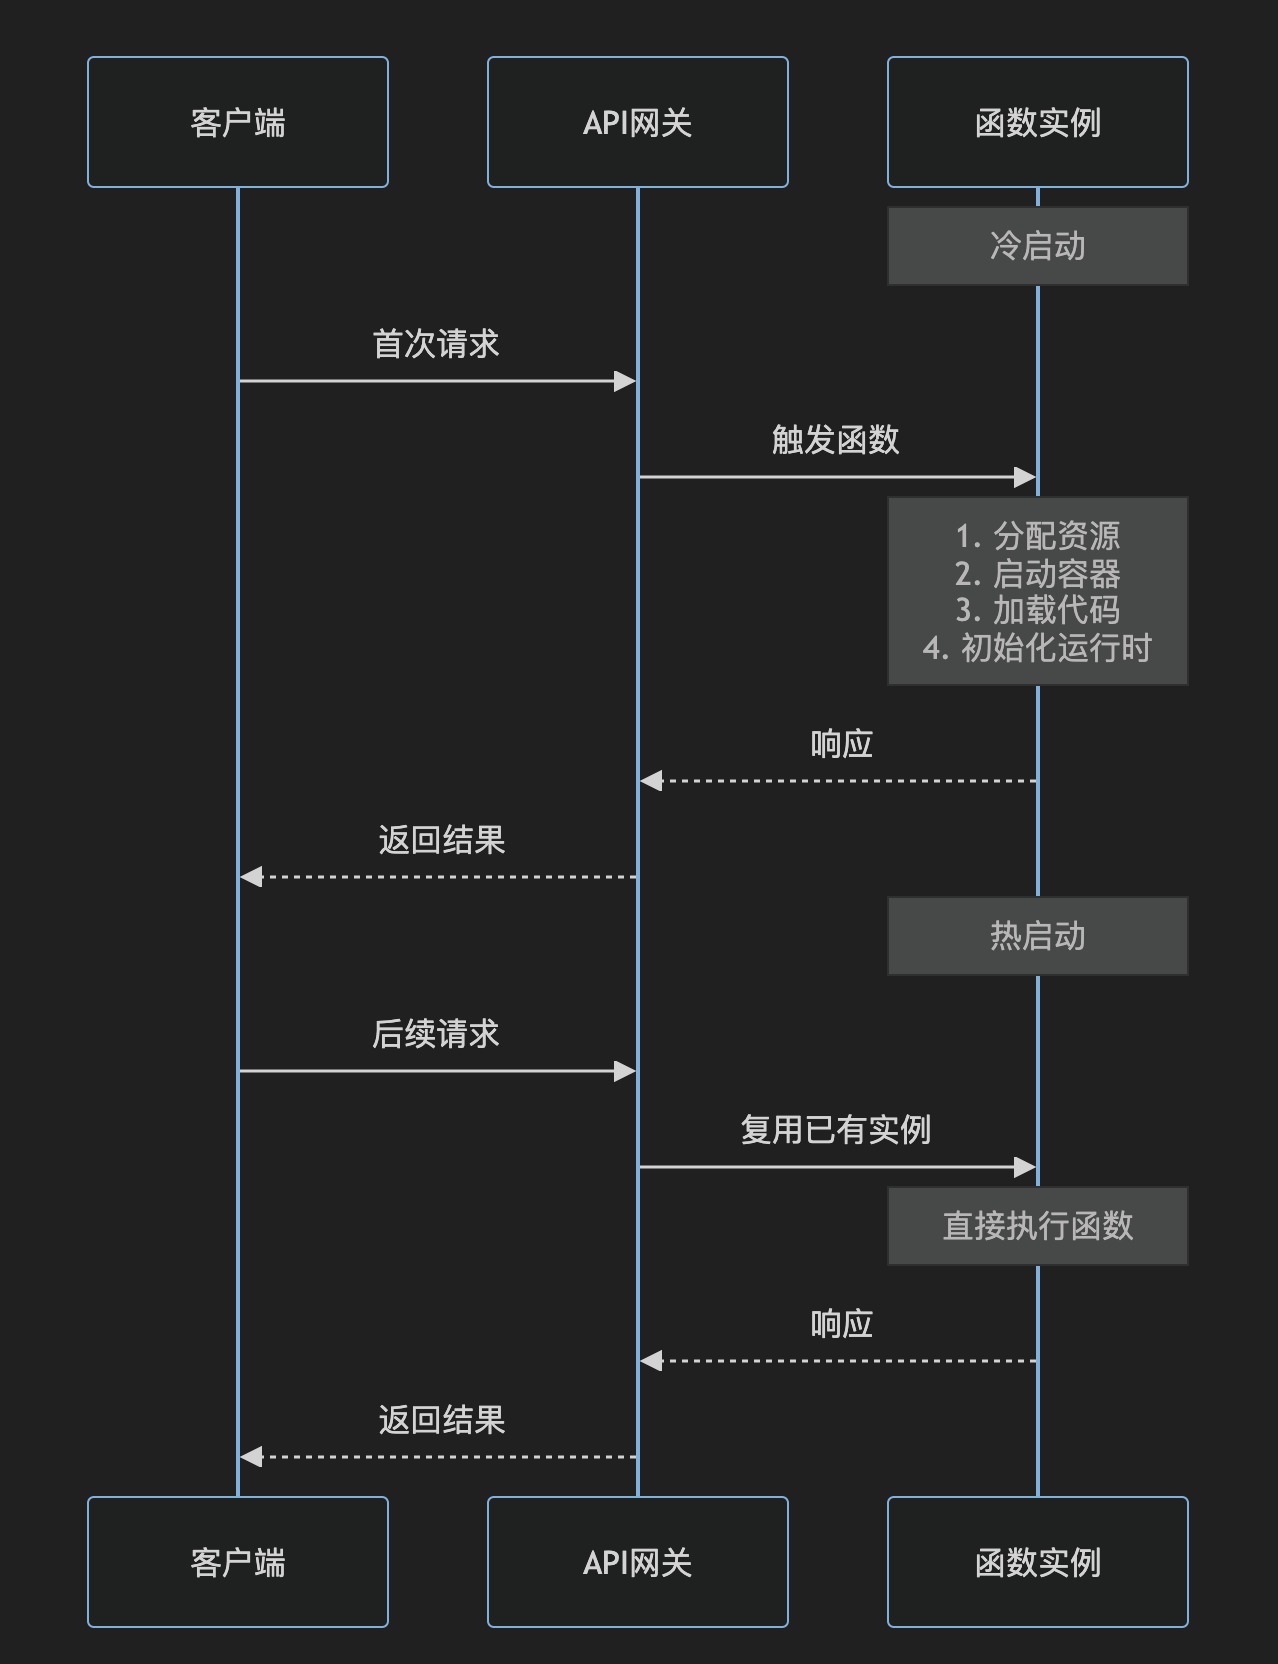 客户端
API网关
函数实例
冷启动
首次请求
触发函数
1. 分配资源
2. 启动容器
3. 加载代码
4. 初始化运行时
响应
返回结果
热启动
后续请求
复用已有实例
直接执行函数
响应
返回结果
客户端
API网关
函数实例